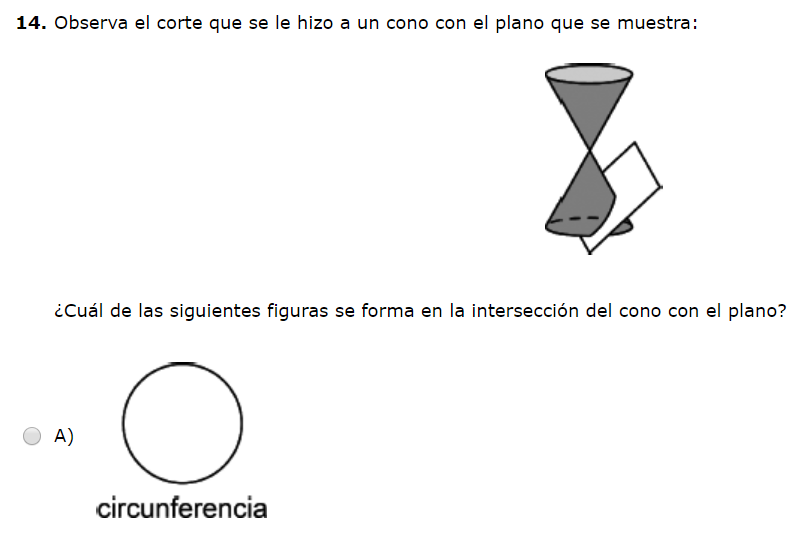 14. Observa el corte que se le hizo a un cono con el plano que se muestra:
¿Cuál de las siguientes figuras se forma en la intersección del cono con el plano?
A)
circunferencia